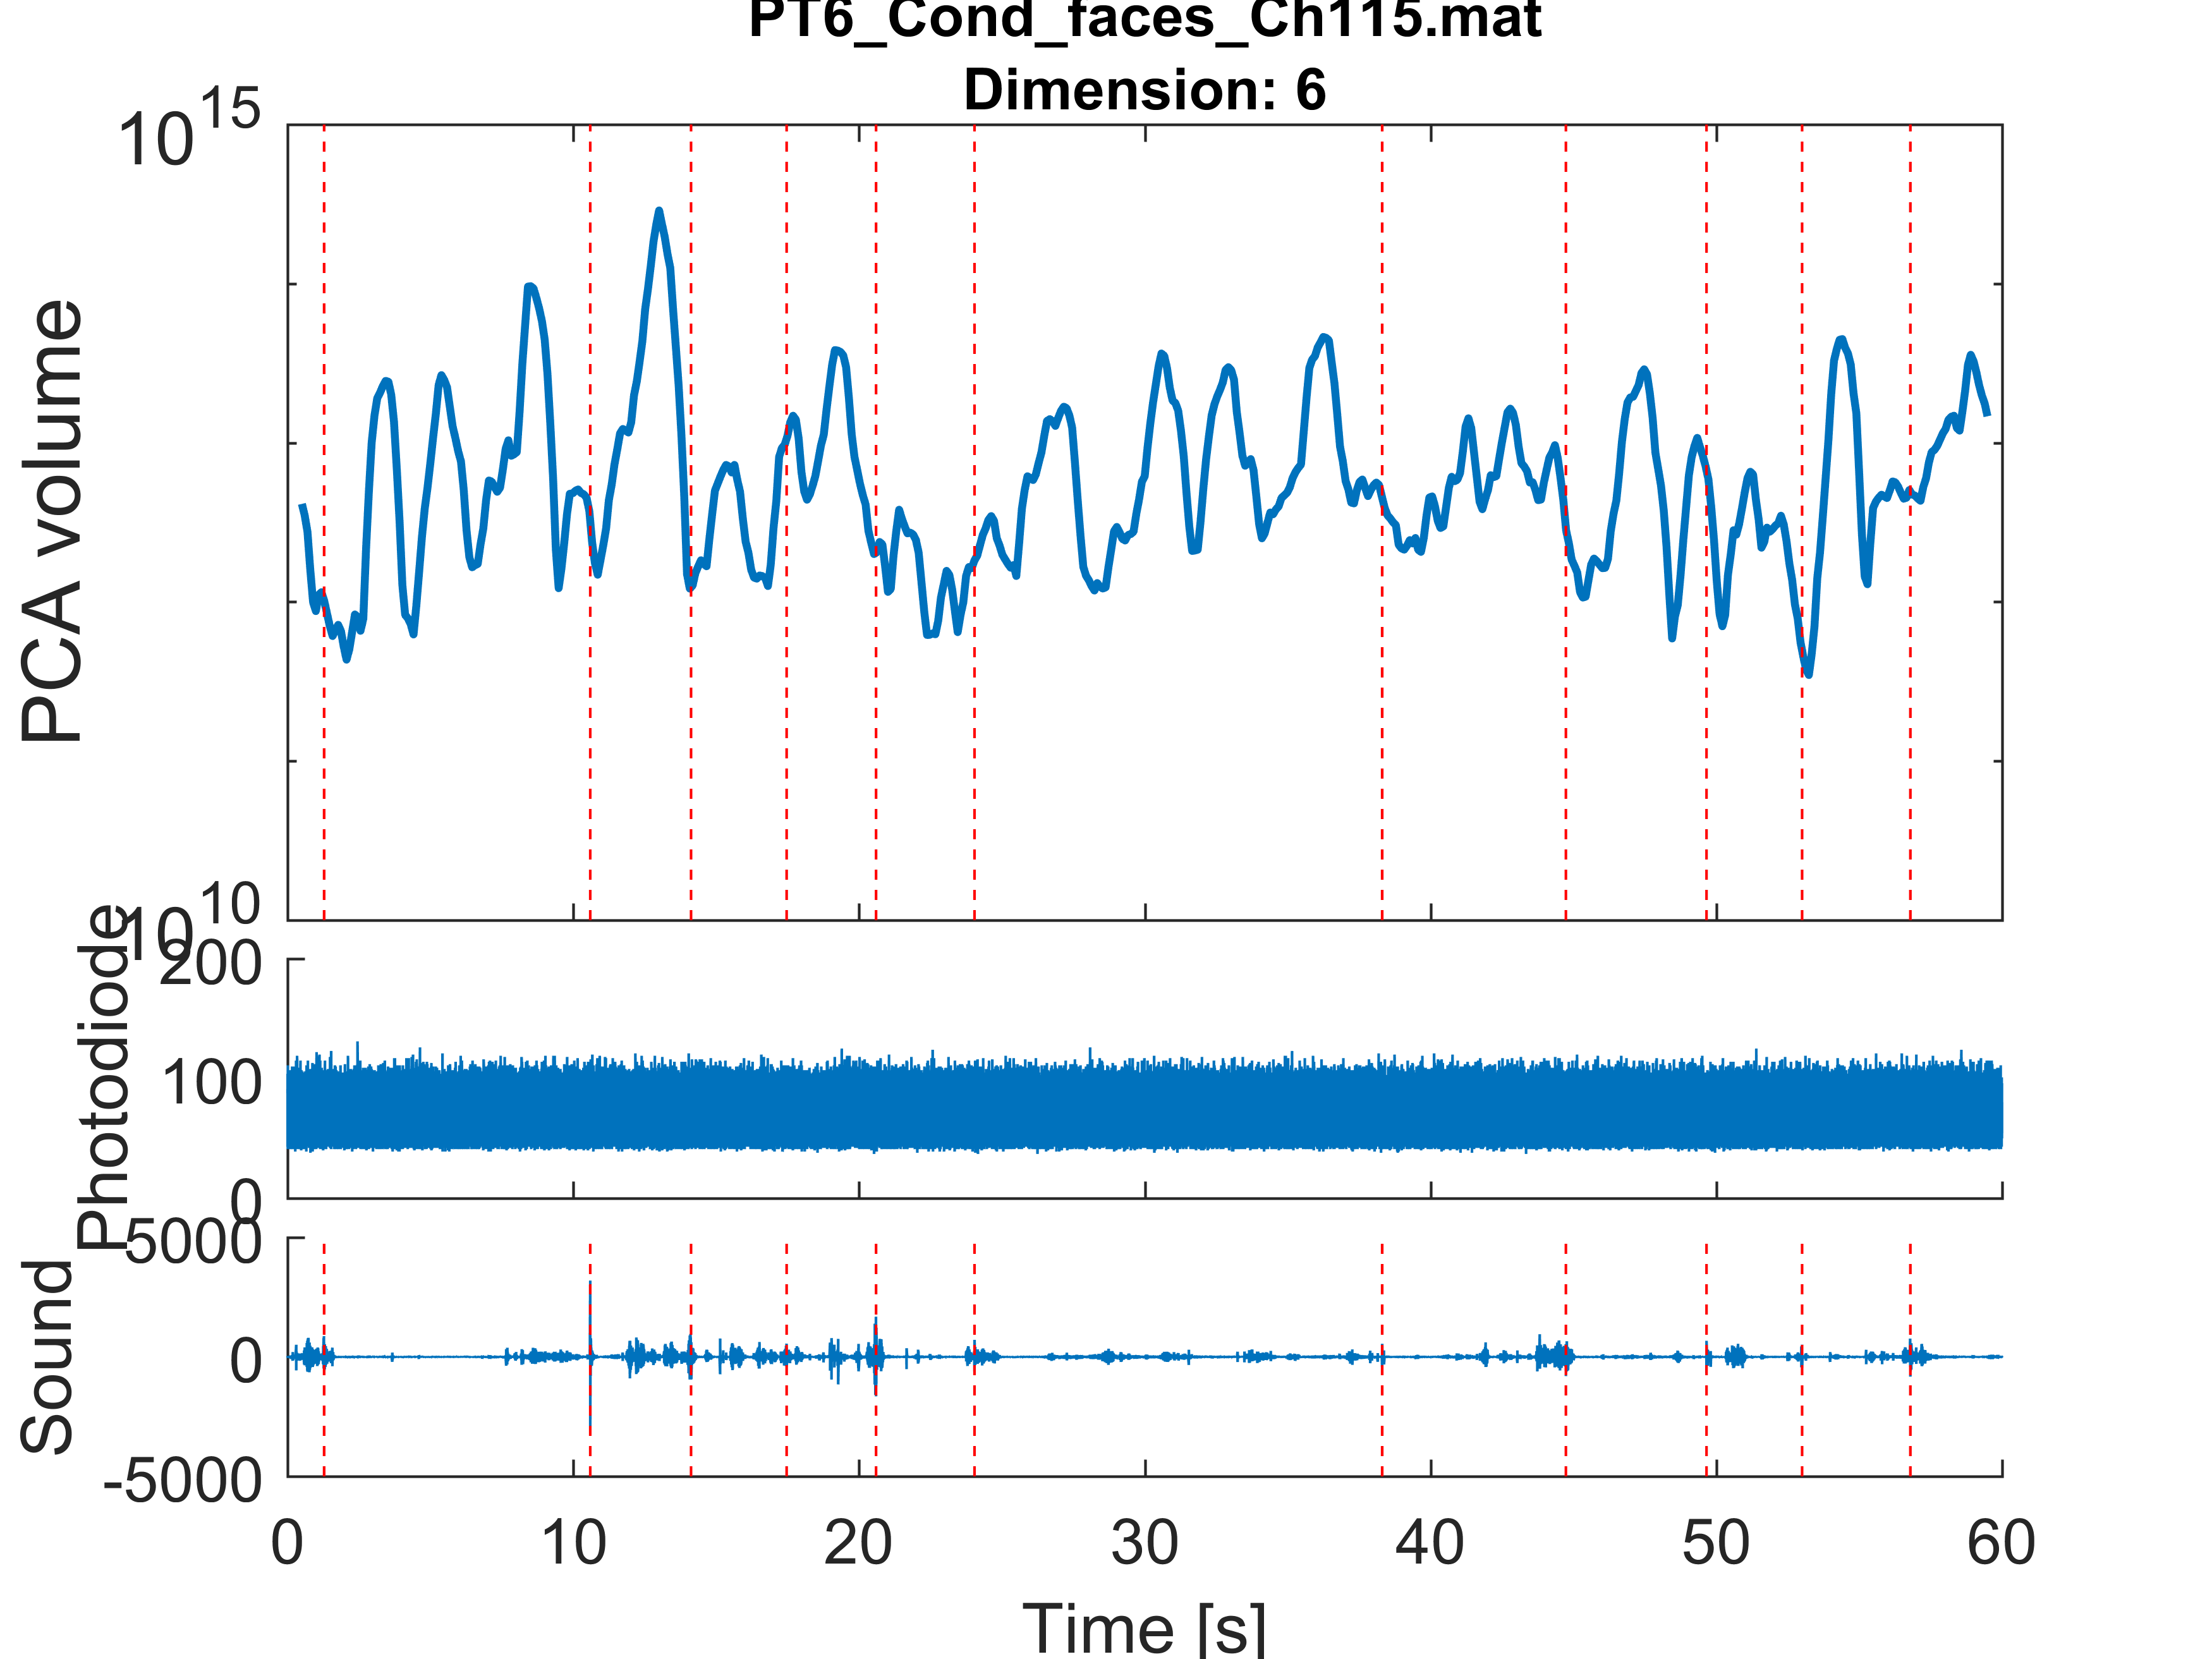 PT6_Cond_faces_Ch115.mat
Dimension: 6
10^15
PCA volume
10^10
Photodiode
200
100
0
Sound
5000
0
-5000
0 10 20 30 40 50 60
Time [s]